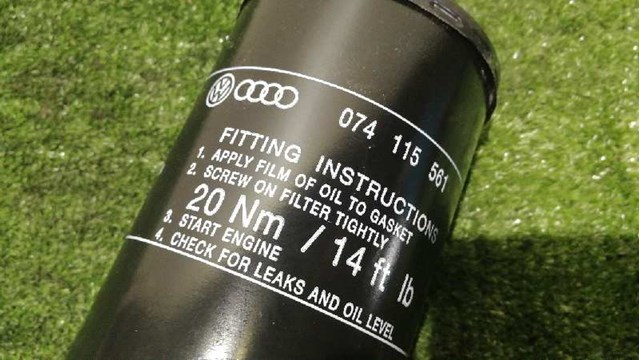 074 115 561
FITTING INSTRUCTIONS
1. APPLY FILM OF OIL TO GASKET
2. SCREW ON FILTER TIGHTLY
20 Nm / 14 ft lb
3. START ENGINE
4. CHECK FOR LEAKS AND OIL LEVEL